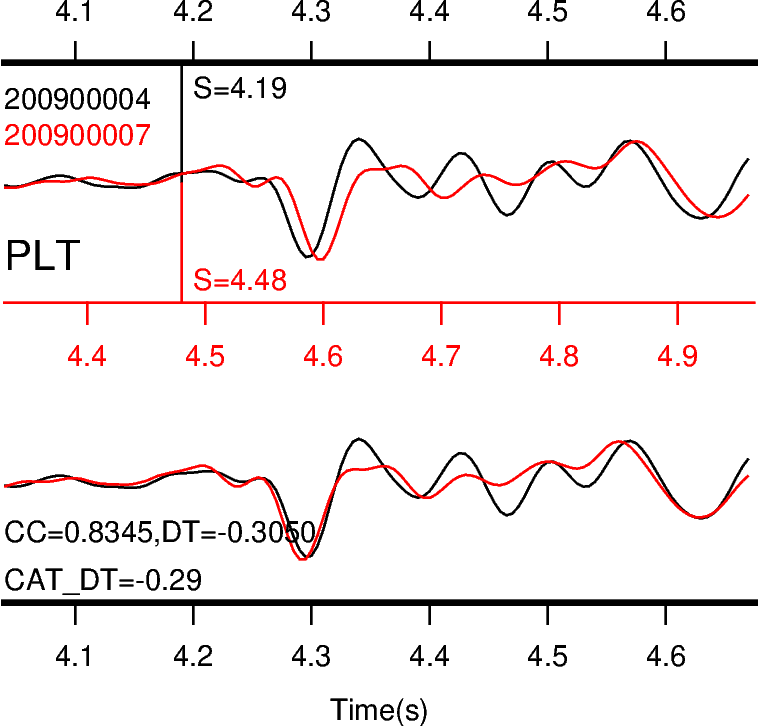 4.1 4.2 4.3 4.4 4.5 4.6
S=4.19
200900004
200900007
PLT
S=4.48
4.4 4.5 4.6 4.7 4.8 4.9
CC=0.8345,DT=-0.3050
CAT_DT=-0.29
4.1 4.2 4.3 4.4 4.5 4.6
Time(s)